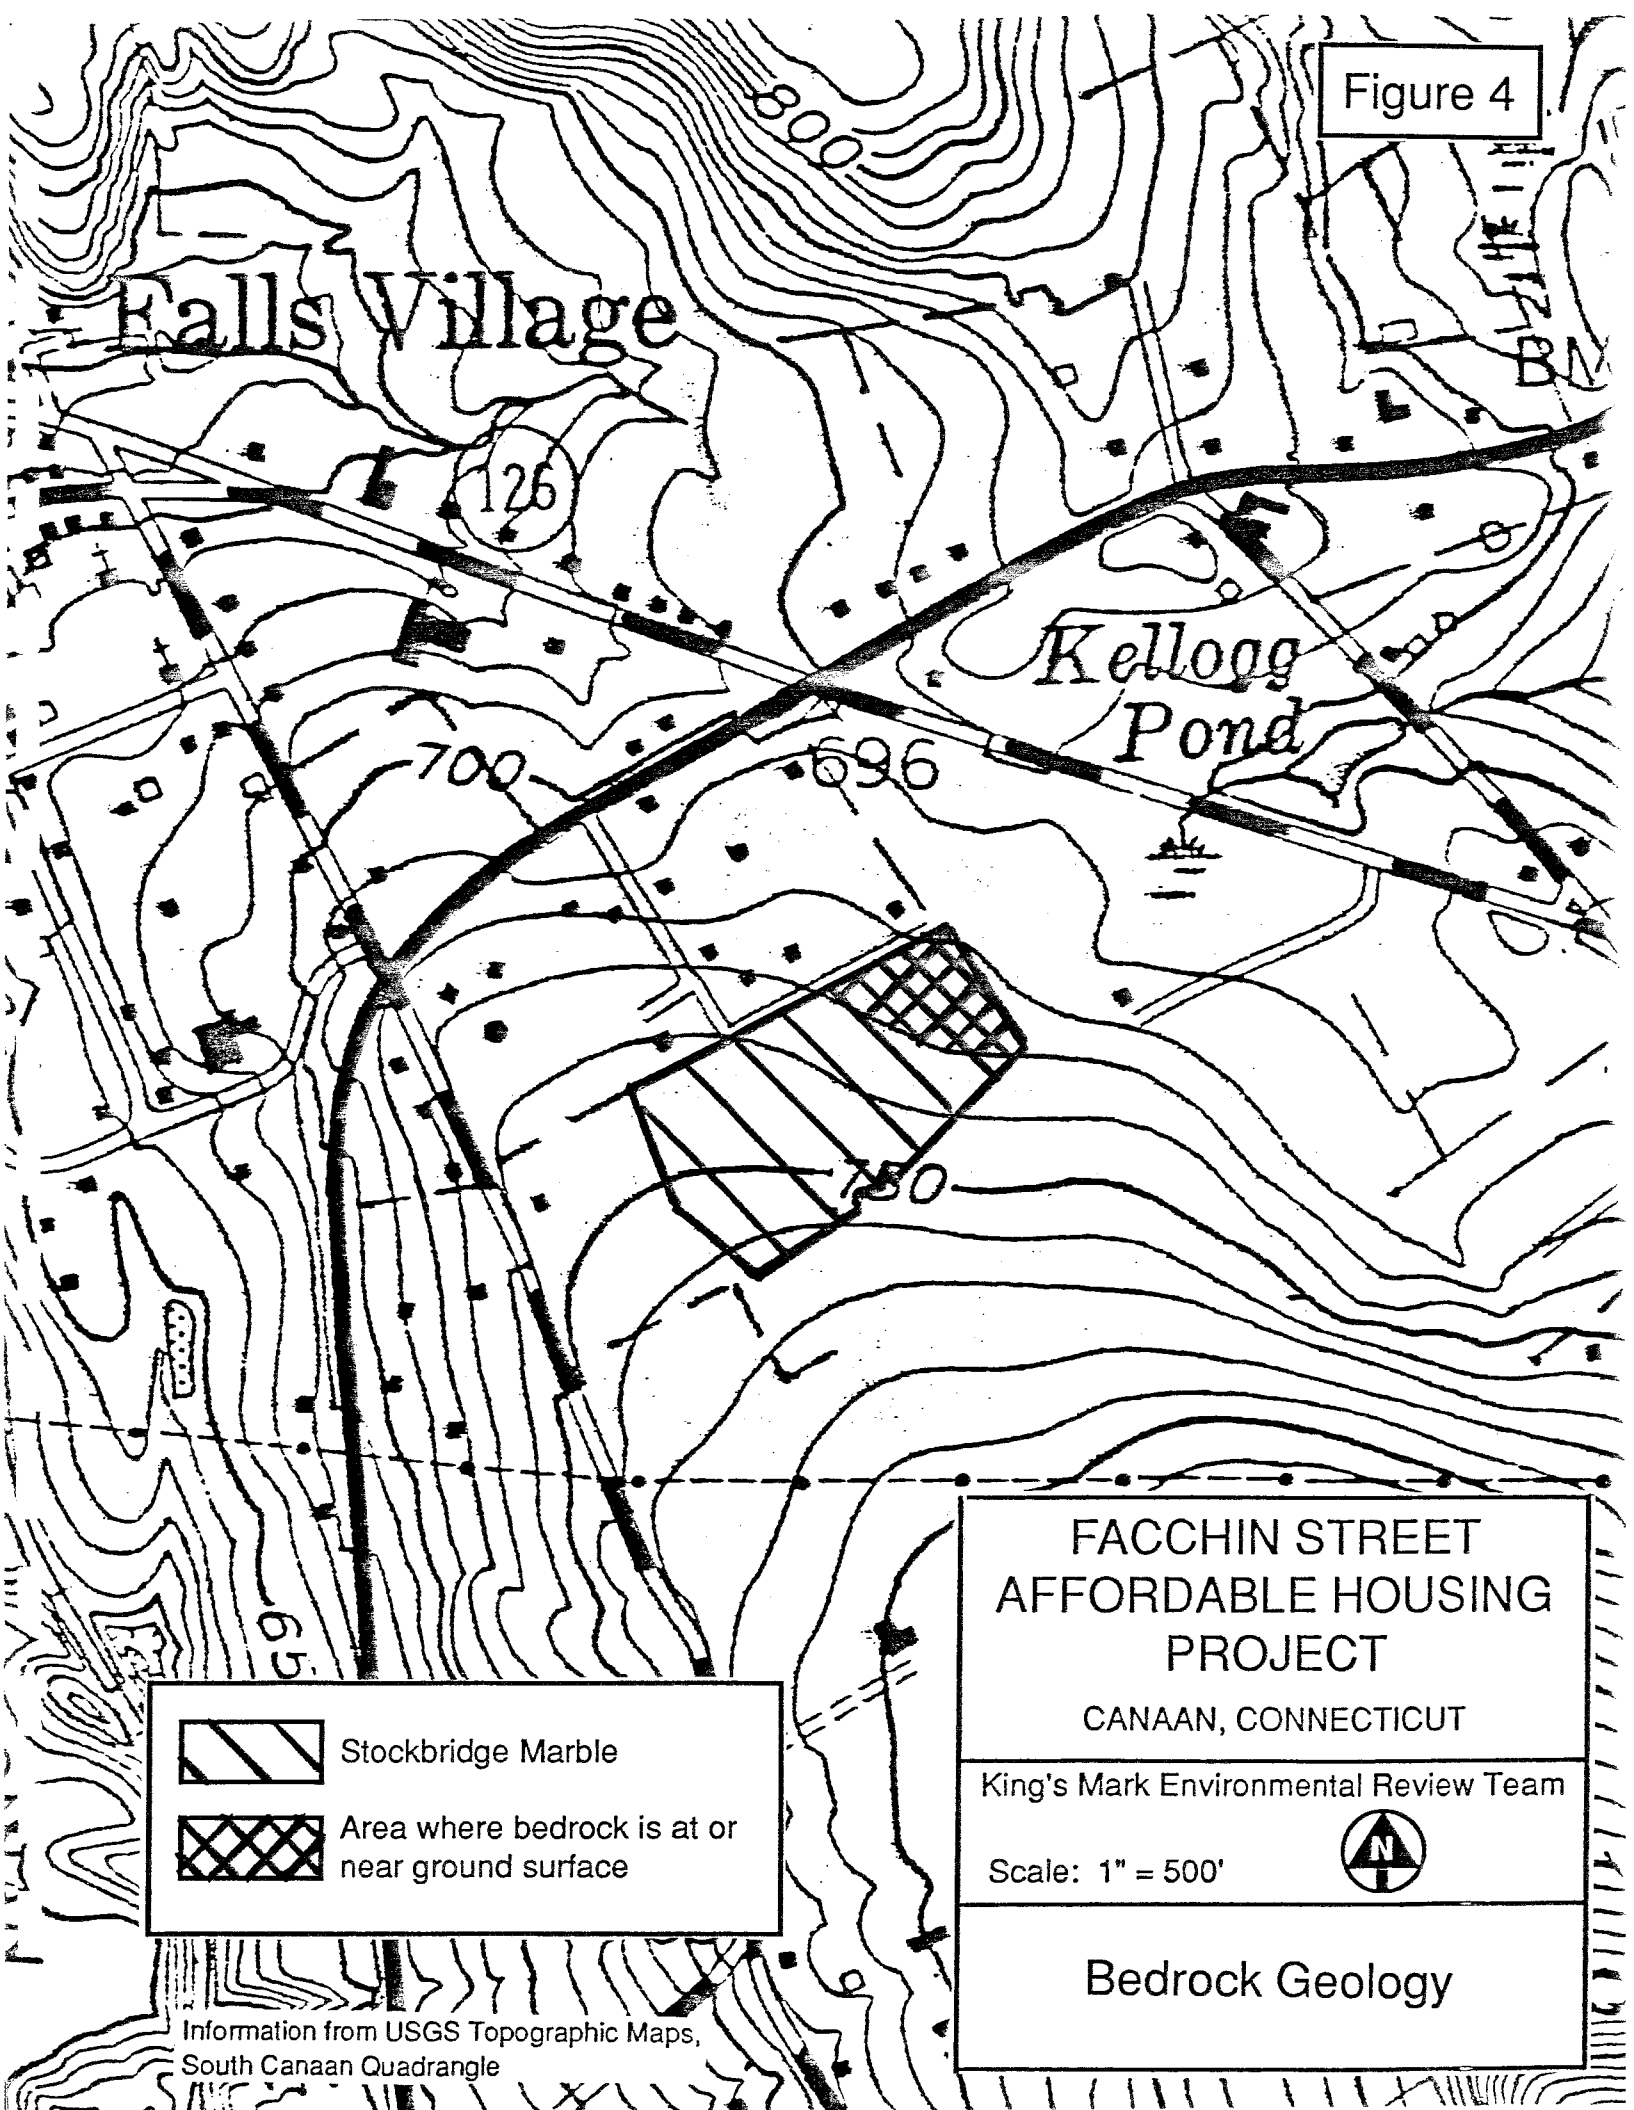 Figure 4
800
Falls Village
BM
126
Kellogg
Pond
700
696
750
FACCHIN STREET
AFFORDABLE HOUSING
PROJECT
CANAAN, CONNECTICUT
King's Mark Environmental Review Team
N
Scale: 1" = 500'
Bedrock Geology
65
Stockbridge Marble
Area where bedrock is at or
near ground surface
Information from USGS Topographic Maps,
South Canaan Quadrangle